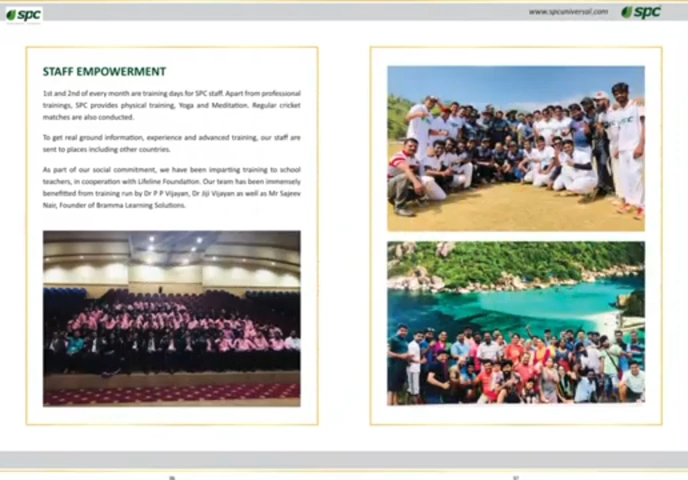 spc
www.spcuniversal.com
spc
STAFF EMPOWERMENT
1st and 2nd of every month are training days for SPC staff. Apart from professional
trainings, SPC provides physical training, Yoga and Meditation. Regular cricket
matches are also conducted.
To get real ground information, experience and advanced training, our staff are
sent to places including other countries.
As part of our social commitment, we have been imparting training to school
teachers, in cooperation with Lifeline Foundation. Our team has been immensely
benefitted from training run by Dr P P Vijayan, Dr Jiji Vijayan as well as Mr Sajeev
Nair, Founder of Bramma Learning Solutions.